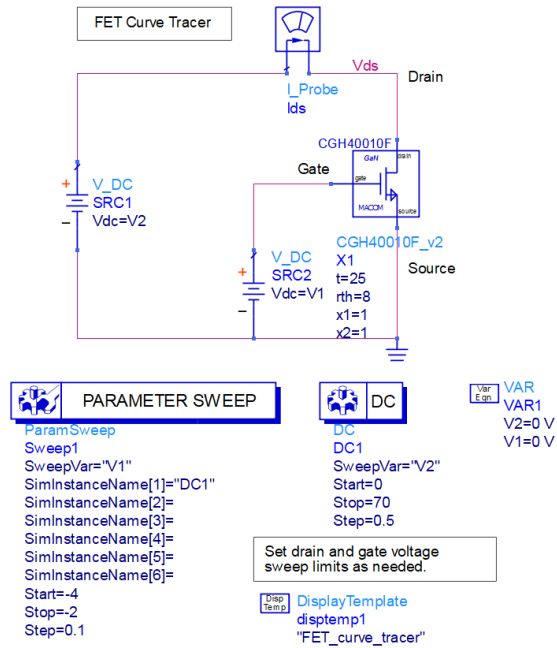 FET Curve Tracer
I_Probe
Ids
Vds
Drain
CGH40010F
GaN
drain
gate
MACOM
source
Gate
+
V_DC
SRC1
Vdc=V2
−
+
V_DC
SRC2
Vdc=V1
−
CGH40010F_v2
X1
t=25
rth=8
x1=1
x2=1
Source
PARAMETER SWEEP
ParamSweep
Sweep1
SweepVar="V1"
SimInstanceName[1]="DC1"
SimInstanceName[2]=
SimInstanceName[3]=
SimInstanceName[4]=
SimInstanceName[5]=
SimInstanceName[6]=
Start=-4
Stop=-2
Step=0.1
DC
DC
DC1
SweepVar="V2"
Start=0
Stop=70
Step=0.5
Var
Eqn
VAR
VAR1
V2=0 V
V1=0 V
Set drain and gate voltage
sweep limits as needed.
Disp
Temp
DisplayTemplate
disptemp1
"FET_curve_tracer"